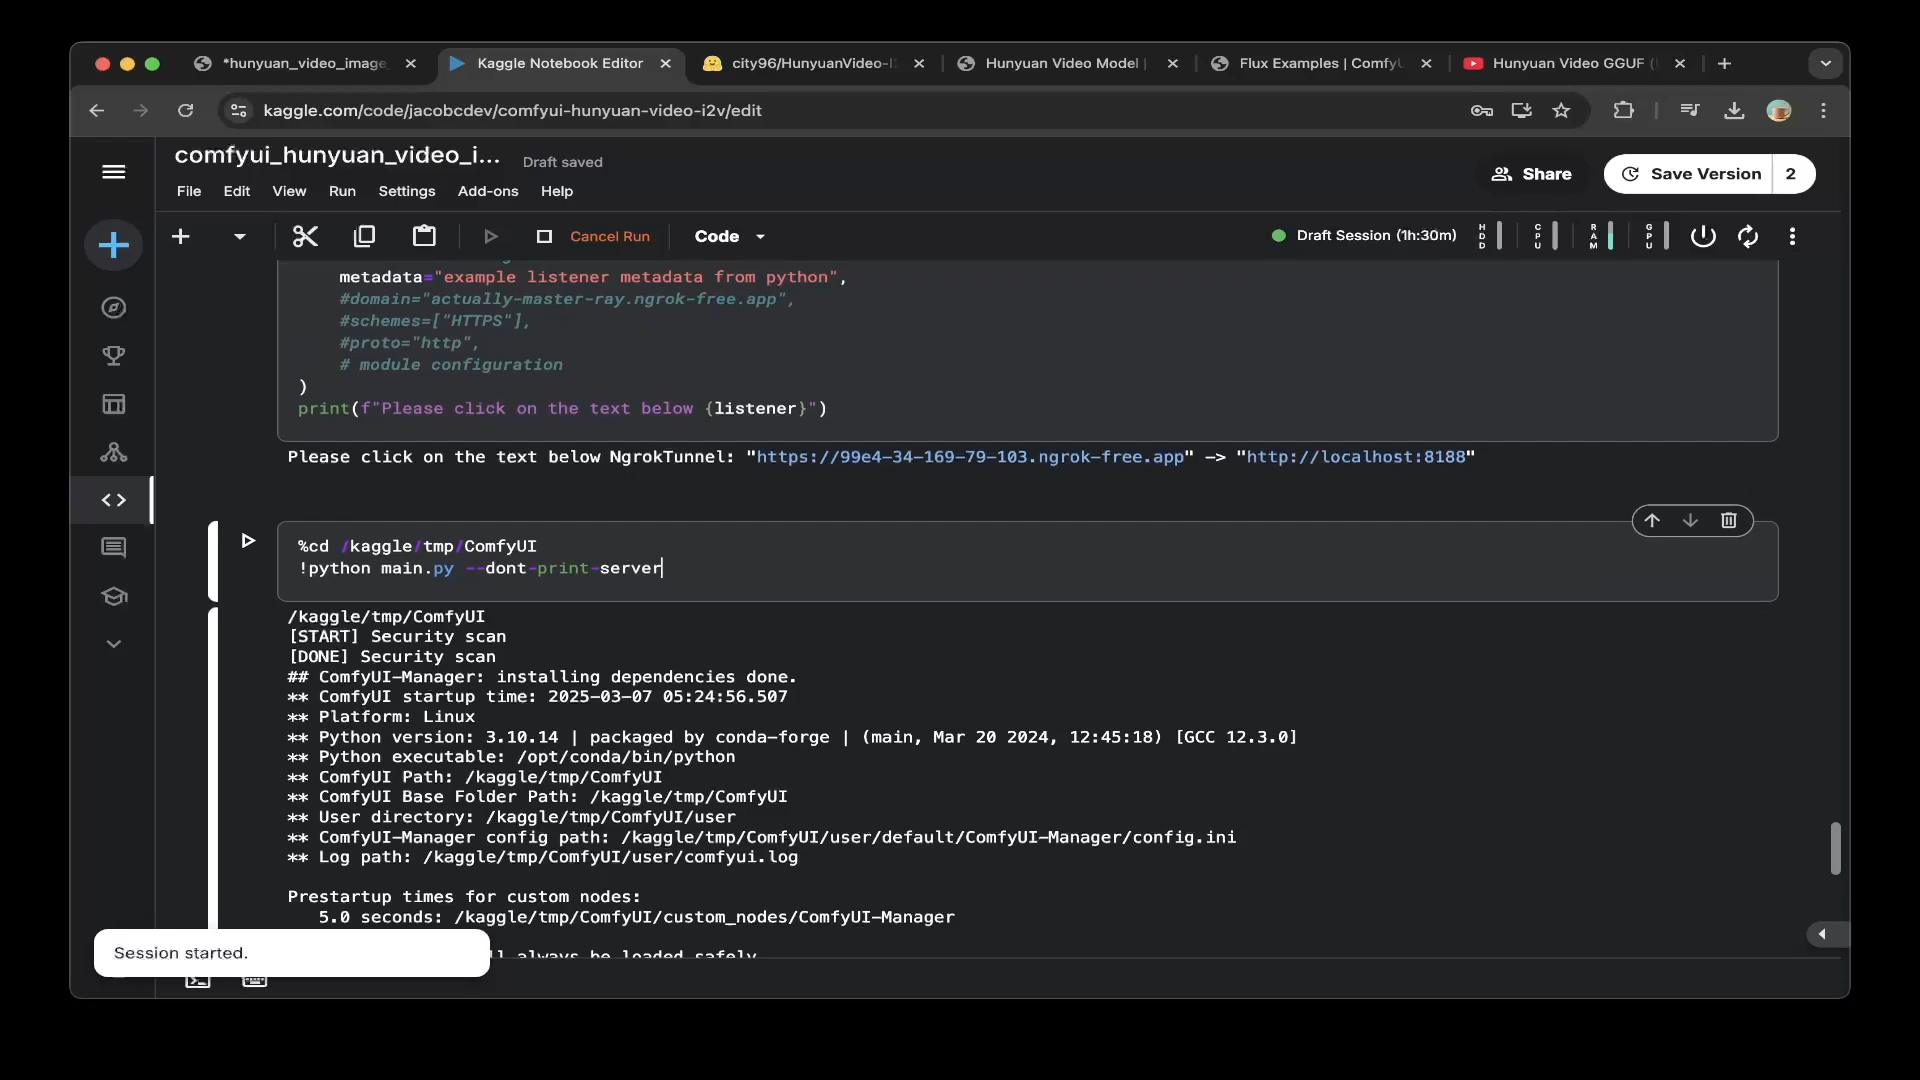 *hunyuan_video_image
Kaggle Notebook Editor
city96/HunyuanVideo-I
Hunyuan Video Model |
Flux Examples | ComfyU
Hunyuan Video GGUF (
kaggle.com/code/jacobcdev/comfyui-hunyuan-video-i2v/edit
comfyui_hunyuan_video_i...
Draft saved
File Edit View Run Settings Add-ons Help
Share
Save Version 2
Cancel Run
Code
Draft Session (1h:30m)
HDD
CPU
RAM
GPU
metadata="example listener metadata from python",
#domain="actually-master-ray.ngrok-free.app",
#schemes=["HTTPS"],
#proto="http",
# module configuration
)
print(f"Please click on the text below {listener}")
Please click on the text below NgrokTunnel: "https://99e4-34-169-79-103.ngrok-free.app" -> "http://localhost:8188"
%cd /kaggle/tmp/ComfyUI
!python main.py --dont-print-server
/kaggle/tmp/ComfyUI
[START] Security scan
[DONE] Security scan
## ComfyUI-Manager: installing dependencies done.
** ComfyUI startup time: 2025-03-07 05:24:56.507
** Platform: Linux
** Python version: 3.10.14 | packaged by conda-forge | (main, Mar 20 2024, 12:45:18) [GCC 12.3.0]
** Python executable: /opt/conda/bin/python
** ComfyUI Path: /kaggle/tmp/ComfyUI
** ComfyUI Base Folder Path: /kaggle/tmp/ComfyUI
** User directory: /kaggle/tmp/ComfyUI/user
** ComfyUI-Manager config path: /kaggle/tmp/ComfyUI/user/default/ComfyUI-Manager/config.ini
** Log path: /kaggle/tmp/ComfyUI/user/comfyui.log
Prestartup times for custom nodes:
5.0 seconds: /kaggle/tmp/ComfyUI/custom_nodes/ComfyUI-Manager
always be loaded safely
Session started.